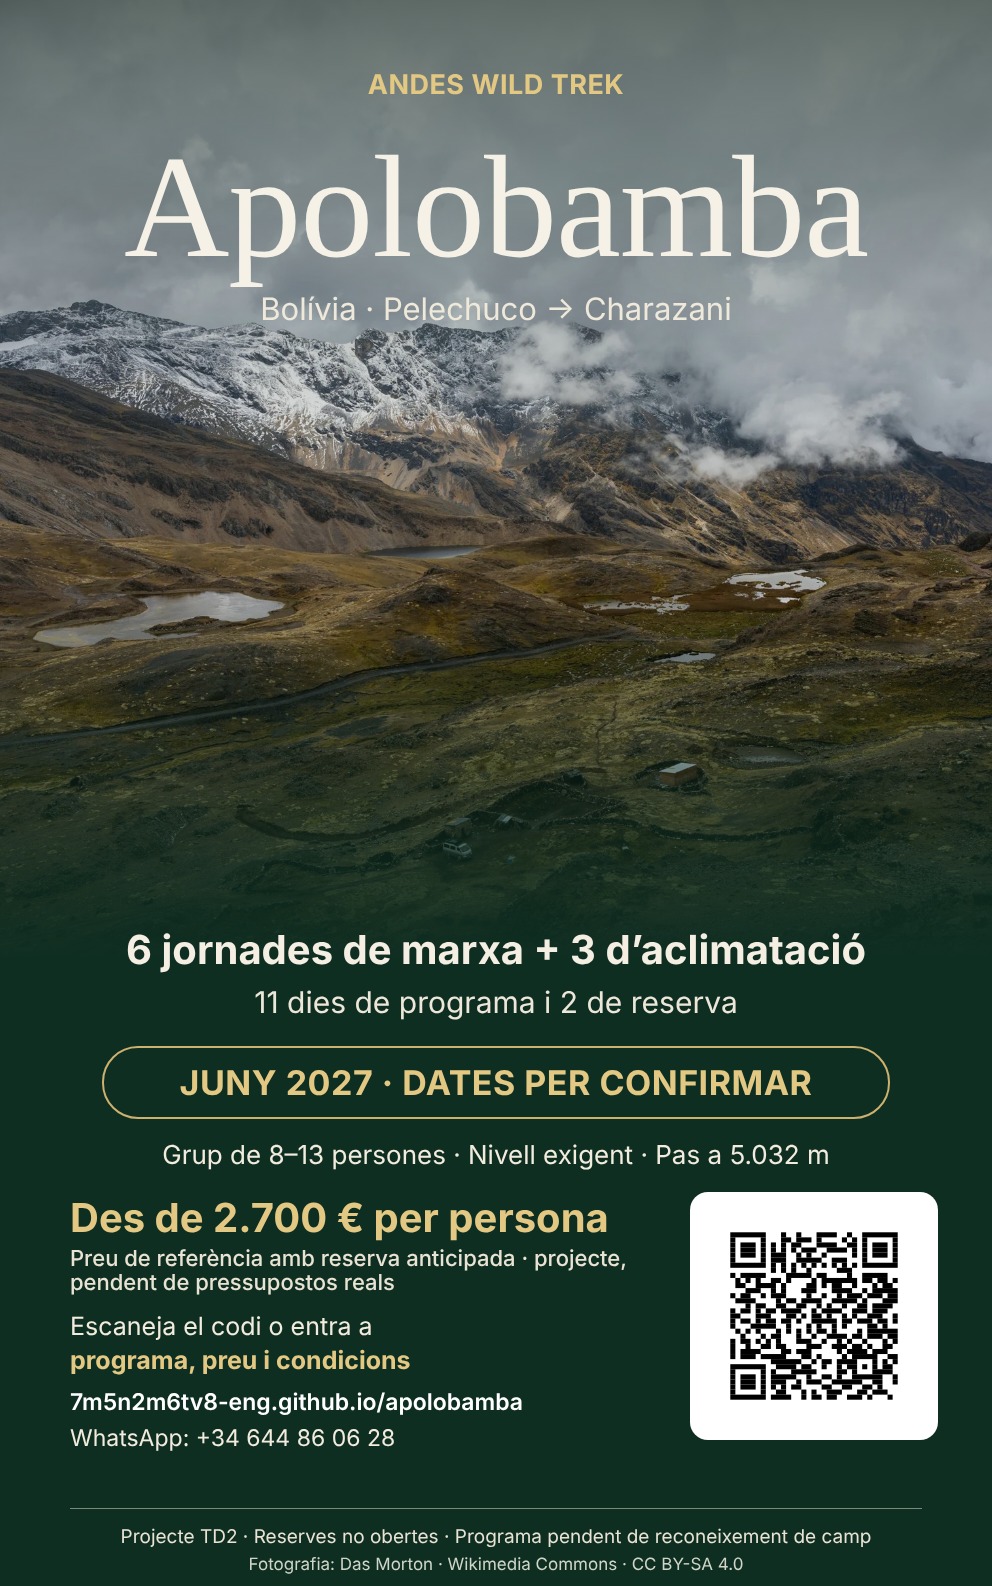 ANDES WILD TREK
Apolobamba
Bolívia · Pelechuco → Charazani
6 jornades de marxa + 3 d’aclimatació
11 dies de programa i 2 de reserva
JUNY 2027 · DATES PER CONFIRMAR
Grup de 8–13 persones · Nivell exigent · Pas a 5.032 m
Des de 2.700 € per persona
Preu de referència amb reserva anticipada · projecte,
pendent de pressupostos reals
Escaneja el codi o entra a
programa, preu i condicions
7m5n2m6tv8-eng.github.io/apolobamba
WhatsApp: +34 644 86 06 28
Projecte TD2 · Reserves no obertes · Programa pendent de reconeixement de camp
Fotografia: Das Morton · Wikimedia Commons · CC BY-SA 4.0